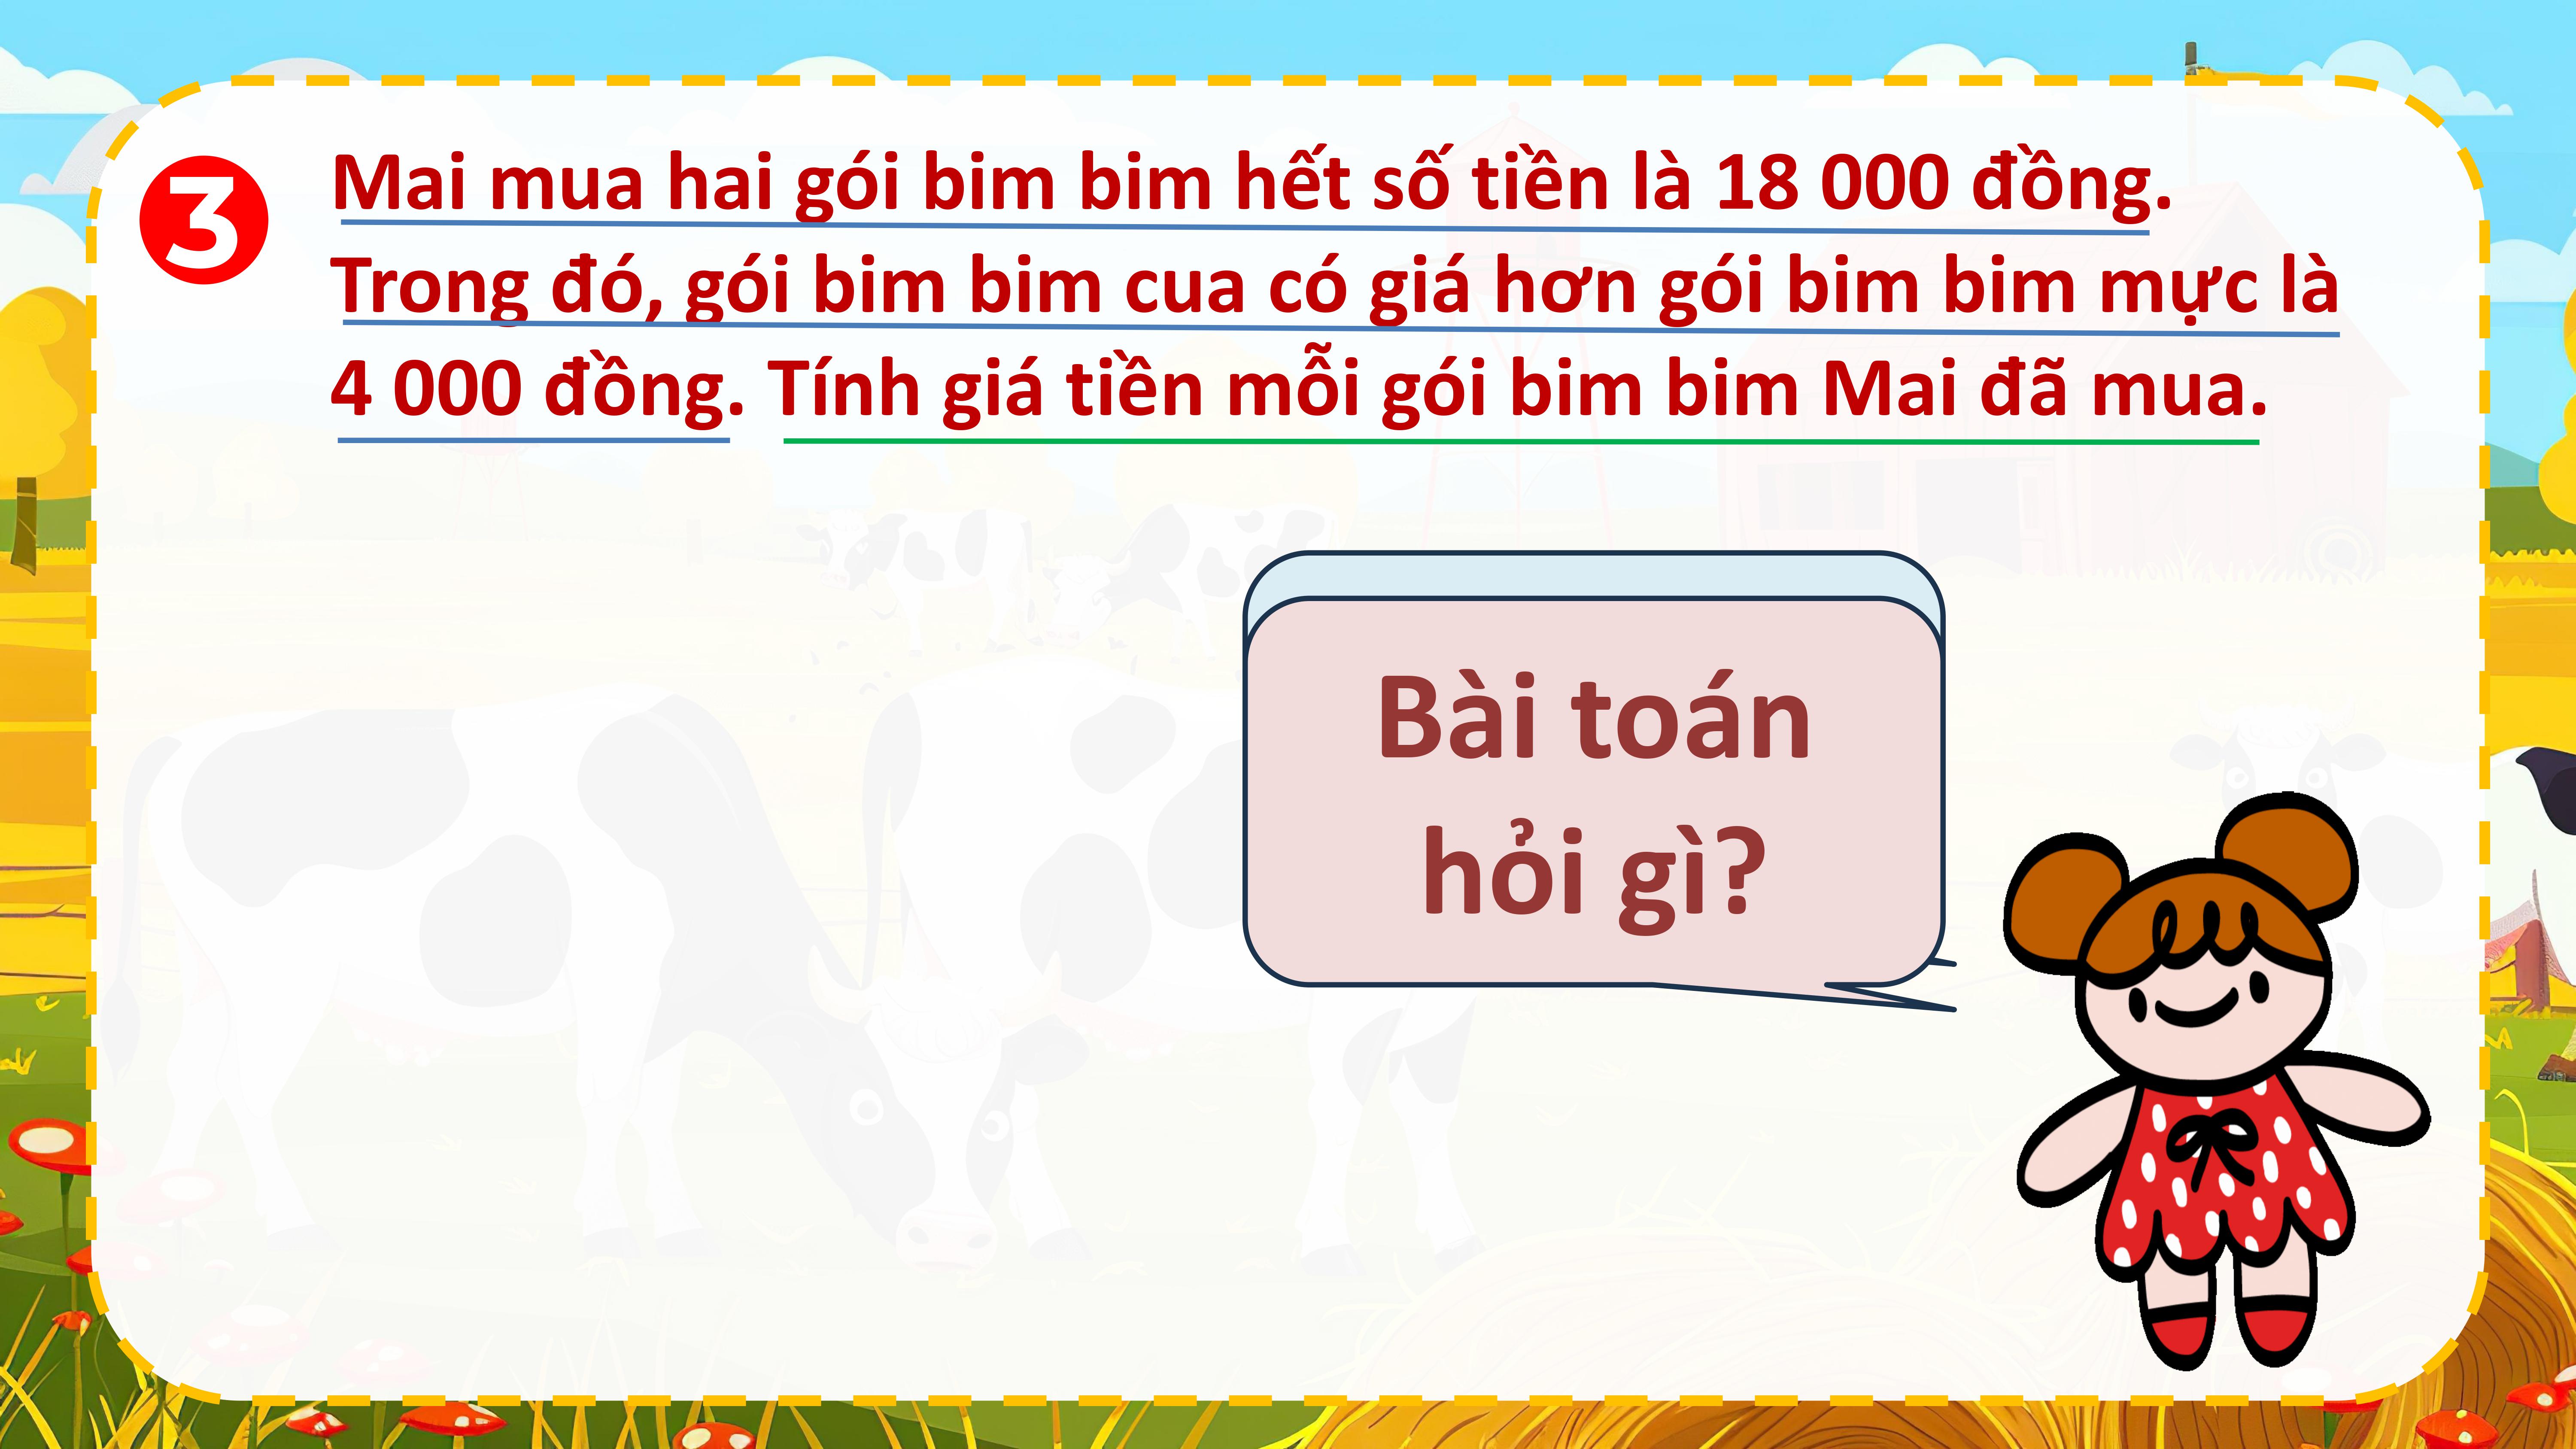 3
Mai mua hai gói bim bim hết số tiền là 18 000 đồng.
Trong đó, gói bim bim cua có giá hơn gói bim bim mực là
4 000 đồng. Tính giá tiền mỗi gói bim bim Mai đã mua.
Bài toán
hỏi gì?